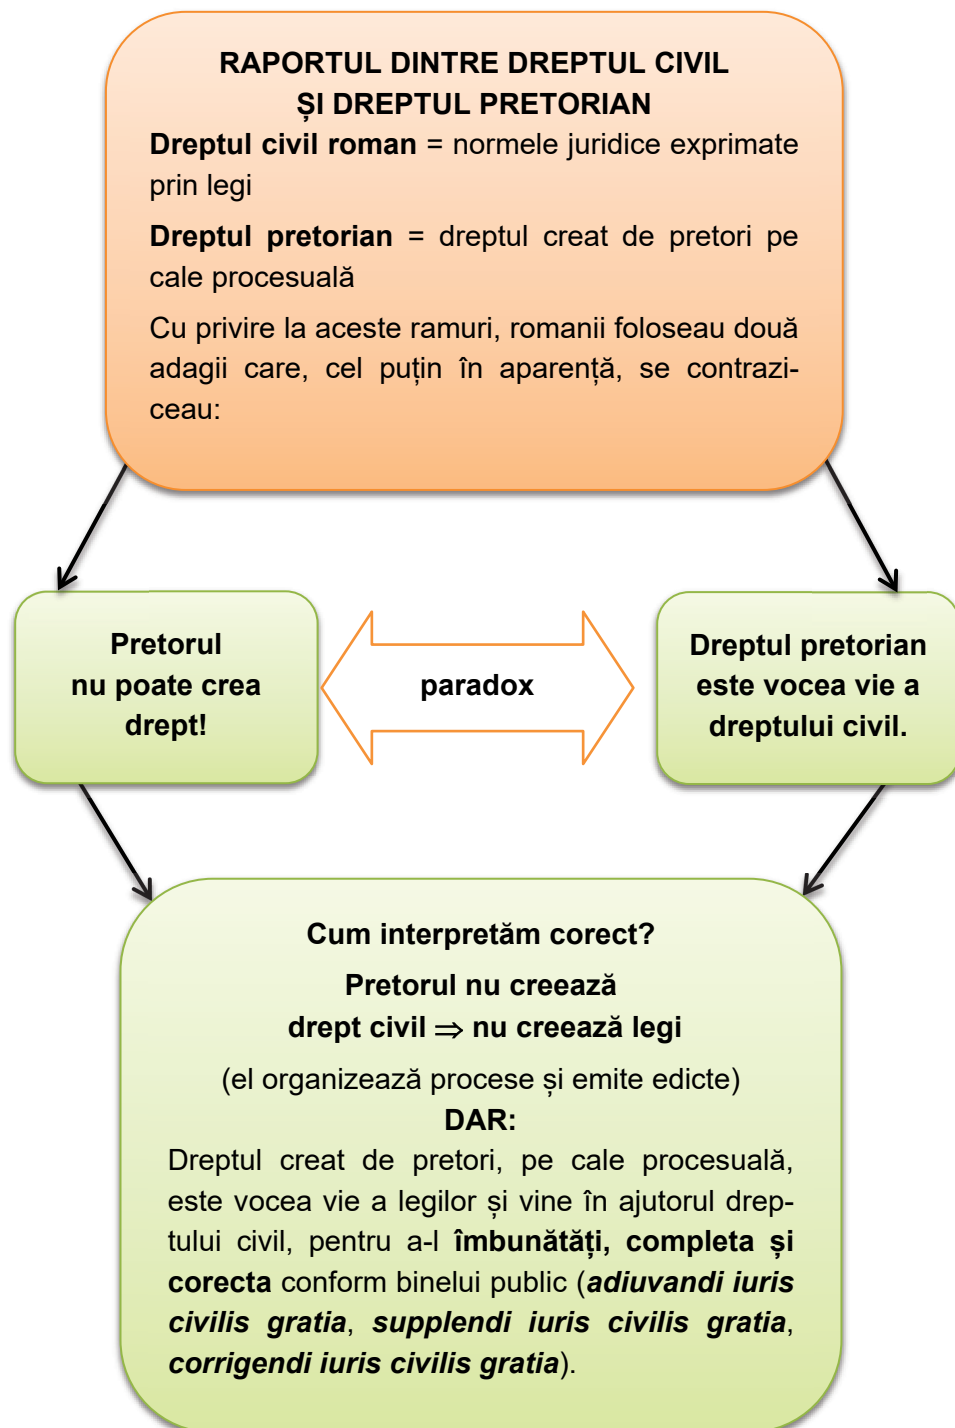 RAPORTUL DINTRE DREPTUL CIVIL
ȘI DREPTUL PRETORIAN
Dreptul civil roman = normele juridice exprimate
prin legi
Dreptul pretorian = dreptul creat de pretori pe
cale procesuală
Cu privire la aceste ramuri, romanii foloseau două
adagii care, cel puțin în aparență, se contrazi-
ceau:
Pretorul
nu poate crea
drept!
paradox
Dreptul pretorian
este vocea vie a
dreptului civil.
Cum interpretăm corect?
Pretorul nu creează
drept civil ⇒ nu creează legi
(el organizează procese și emite edicte)
DAR:
Dreptul creat de pretori, pe cale procesuală,
este vocea vie a legilor și vine în ajutorul drep-
tului civil, pentru a-l îmbunătăți, completa și
corecta conform binelui public (adiuvandi iuris
civilis gratia, supplendi iuris civilis gratia,
corrigendi iuris civilis gratia).